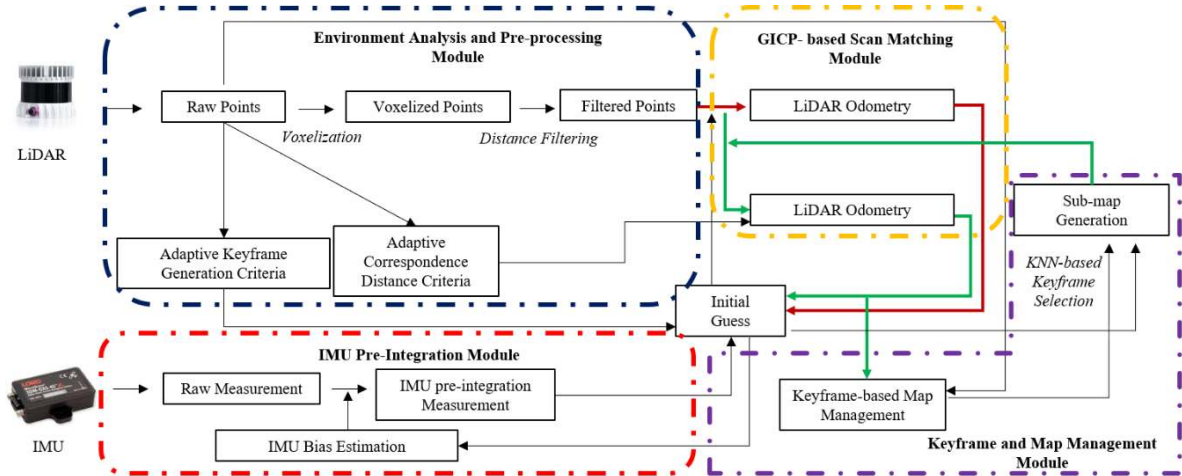 Environment Analysis and Pre-processing
Module
GICP- based Scan Matching
Module
LiDAR
Raw Points
Voxelized Points
Filtered Points
LiDAR Odometry
Voxelization
Distance Filtering
LiDAR Odometry
Sub-map
Generation
Adaptive Keyframe
Generation Criteria
Adaptive
Correspondence
Distance Criteria
KNN-based
Keyframe
Selection
Initial
Guess
IMU Pre-Integration Module
IMU
Raw Measurement
IMU pre-integration
Measurement
IMU Bias Estimation
Keyframe-based Map
Management
Keyframe and Map Management
Module